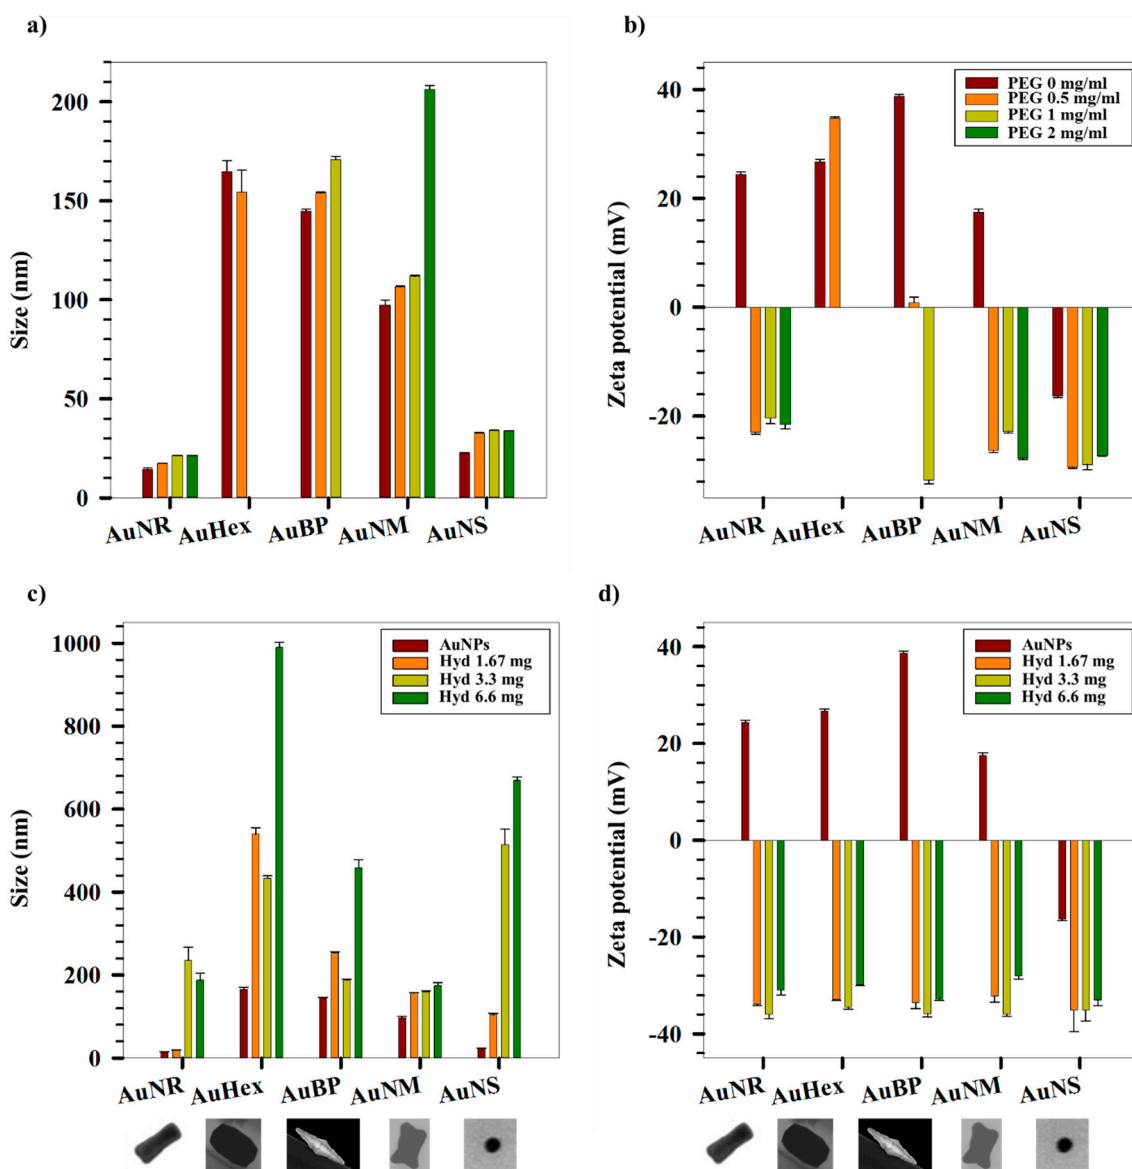 a)
200
150
100
50
0
Size (nm)
AuNR
AuHex
AuBP
AuNM
AuNS
b)
PEG 0 mg/ml
PEG 0.5 mg/ml
PEG 1 mg/ml
PEG 2 mg/ml
40
20
0
-20
Zeta potential (mV)
AuNR
AuHex
AuBP
AuNM
AuNS
c)
AuNPs
Hyd 1.67 mg
Hyd 3.3 mg
Hyd 6.6 mg
1000
800
600
400
200
0
Size (nm)
AuNR
AuHex
AuBP
AuNM
AuNS
d)
AuNPs
Hyd 1.67 mg
Hyd 3.3 mg
Hyd 6.6 mg
40
20
0
-20
-40
Zeta potential (mV)
AuNR
AuHex
AuBP
AuNM
AuNS